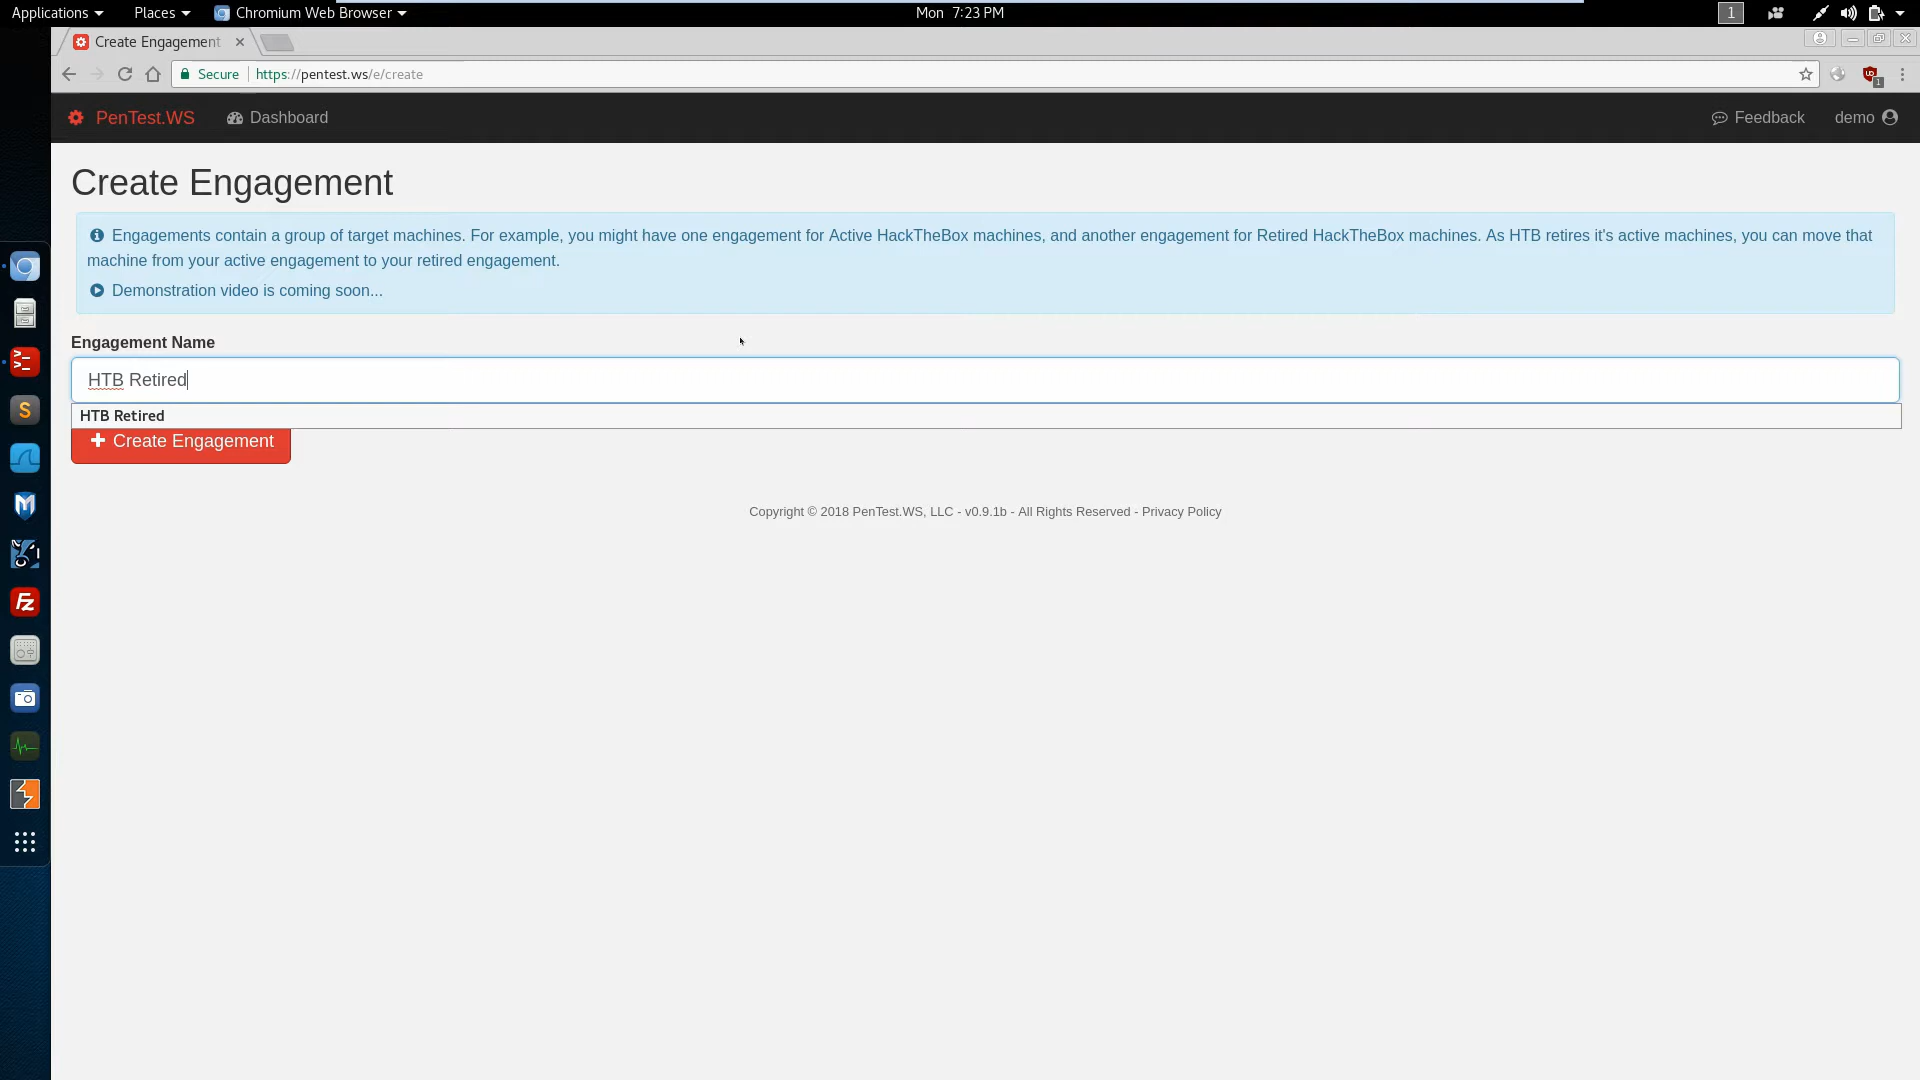 Applications Places Chromium Web Browser Mon 7:23 PM 1
Create Engagement
Secure https://pentest.ws/e/create
PenTest.WS Dashboard Feedback demo
Create Engagement
Engagements contain a group of target machines. For example, you might have one engagement for Active HackTheBox machines, and another engagement for Retired HackTheBox machines. As HTB retires it's active machines, you can move that
machine from your active engagement to your retired engagement.
Demonstration video is coming soon...
Engagement Name
HTB Retired
HTB Retired
Create Engagement
Copyright © 2018 PenTest.WS, LLC - v0.9.1b - All Rights Reserved - Privacy Policy